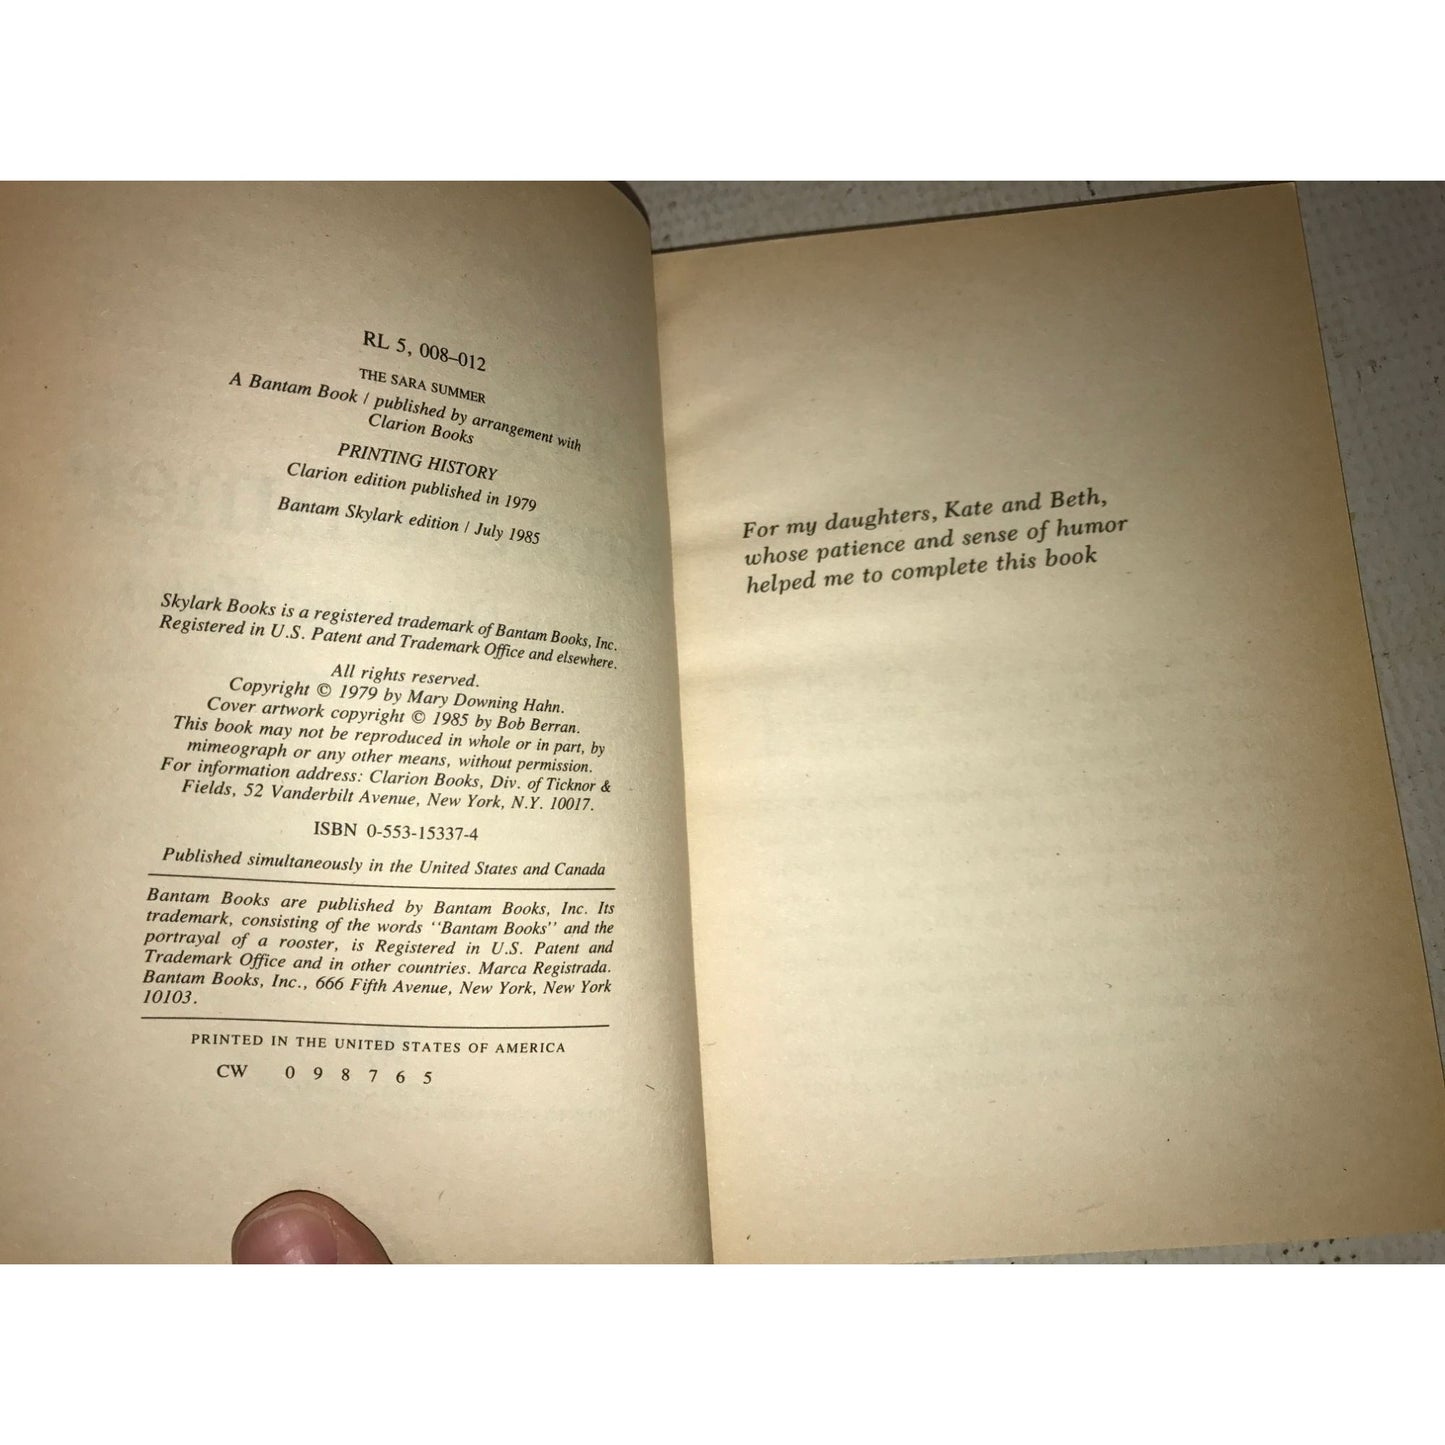 RL 5, 008–012
THE SARA SUMMER
A Bantam Book / published by arrangement with
Clarion Books
PRINTING HISTORY
Clarion edition published in 1979
Bantam Skylark edition / July 1985
Skylark Books is a registered trademark of Bantam Books, Inc.
Registered in U.S. Patent and Trademark Office and elsewhere.
All rights reserved.
Copyright © 1979 by Mary Downing Hahn.
Cover artwork copyright © 1985 by Bob Berran.
This book may not be reproduced in whole or in part, by
mimeograph or any other means, without permission.
For information address: Clarion Books, Div. of Ticknor &
Fields, 52 Vanderbilt Avenue, New York, N.Y. 10017.
ISBN 0-553-15337-4
Published simultaneously in the United States and Canada
Bantam Books are published by Bantam Books, Inc. Its
trademark, consisting of the words "Bantam Books" and the
portrayal of a rooster, is Registered in U.S. Patent and
Trademark Office and in other countries. Marca Registrada.
Bantam Books, Inc., 666 Fifth Avenue, New York, New York
10103.
PRINTED IN THE UNITED STATES OF AMERICA
CW 0 9 8 7 6 5
For my daughters, Kate and Beth,
whose patience and sense of humor
helped me to complete this book